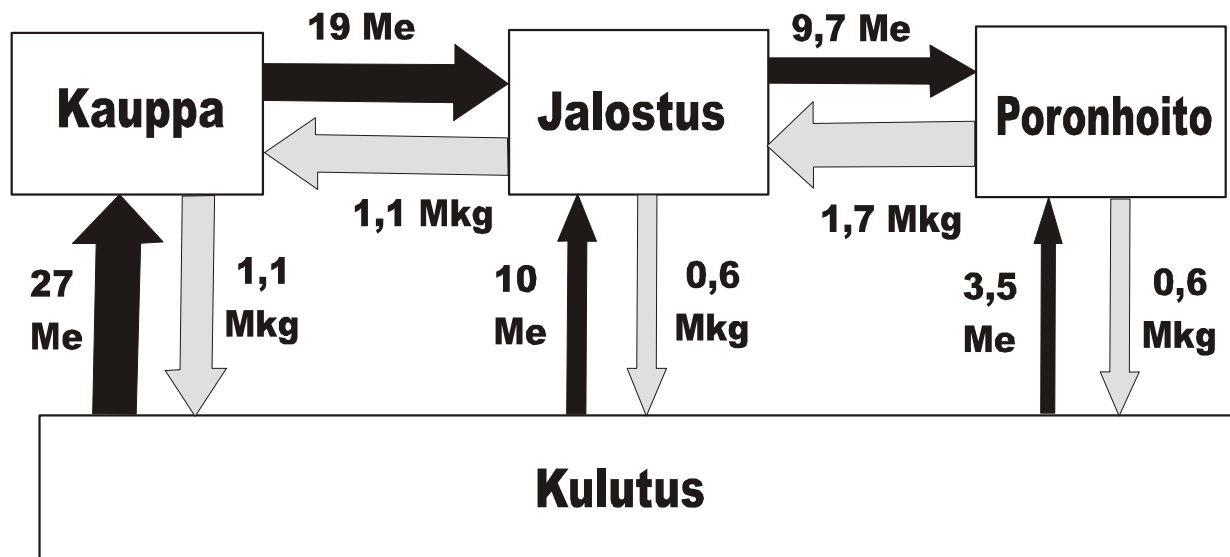 19 Me
9,7 Me
Kauppa
Jalostus
Poronhoito
1,1 Mkg
1,7 Mkg
27
Me
1,1
Mkg
10
Me
0,6
Mkg
3,5
Me
0,6
Mkg
Kulutus